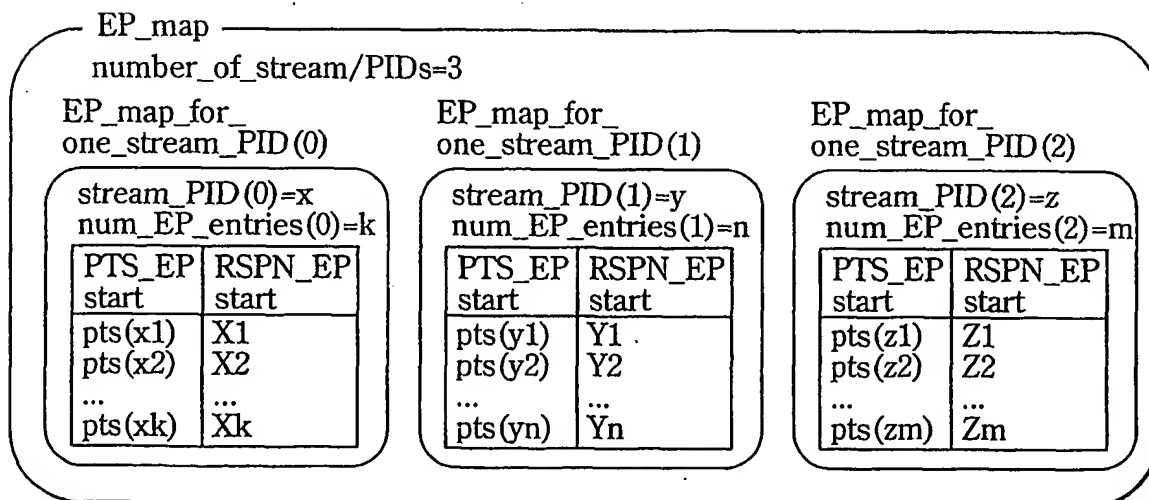 EP_map
number_of_stream/PIDs=3
EP_map_for_
one_stream_PID(0)
stream_PID(0)=x
num_EP_entries(0)=k
PTS_EP RSPN_EP
start start
pts(x1) X1
pts(x2) X2
... ...
pts(xk) Xk
EP_map_for_
one_stream_PID(1)
stream_PID(1)=y
num_EP_entries(1)=n
PTS_EP RSPN_EP
start start
pts(y1) Y1
pts(y2) Y2
... ...
pts(yn) Yn
EP_map_for_
one_stream_PID(2)
stream_PID(2)=z
num_EP_entries(2)=m
PTS_EP RSPN_EP
start start
pts(z1) Z1
pts(z2) Z2
... ...
pts(zm) Zm